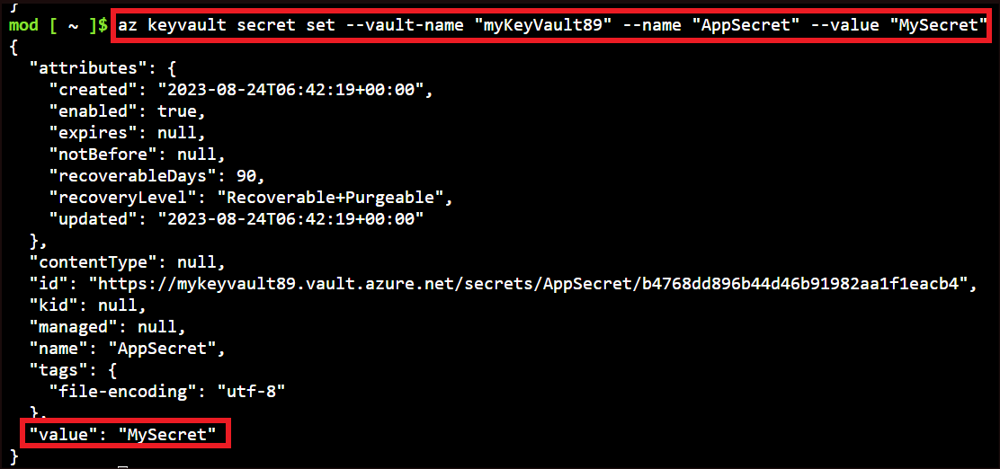 }
mod [ ~ ]$ az keyvault secret set --vault-name "myKeyVault89" --name "AppSecret" --value "MySecret"
{
  "attributes": {
    "created": "2023-08-24T06:42:19+00:00",
    "enabled": true,
    "expires": null,
    "notBefore": null,
    "recoverableDays": 90,
    "recoveryLevel": "Recoverable+Purgeable",
    "updated": "2023-08-24T06:42:19+00:00"
  },
  "contentType": null,
  "id": "https://mykeyvault89.vault.azure.net/secrets/AppSecret/b4768dd896b44d46b91982aa1f1eacb4",
  "kid": null,
  "managed": null,
  "name": "AppSecret",
  "tags": {
    "file-encoding": "utf-8"
  },
  "value": "MySecret"
}